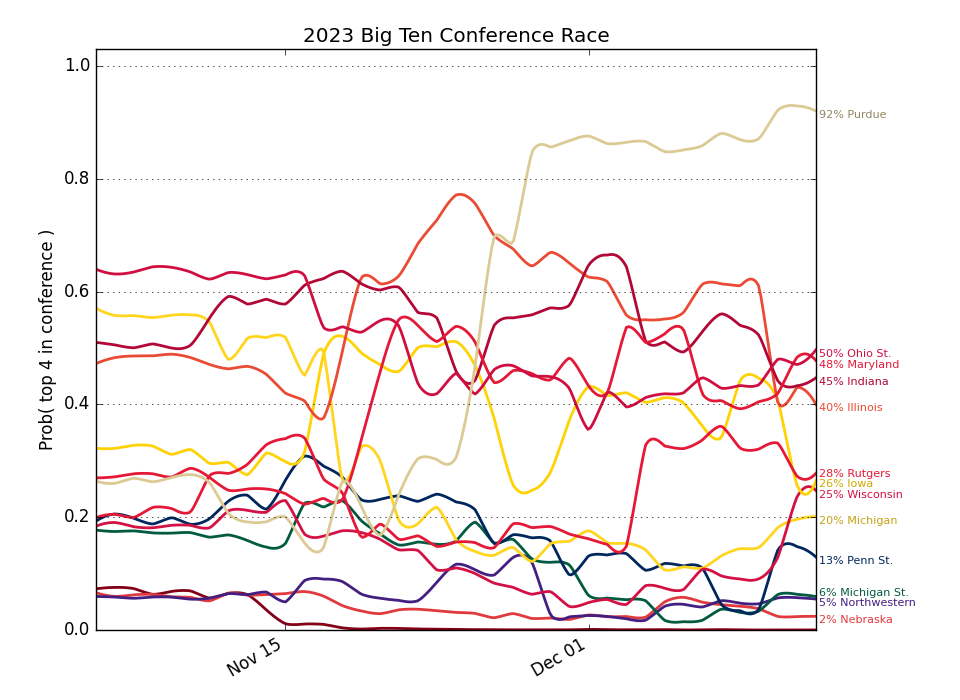 2023 Big Ten Conference Race
Prob( top 4 in conference )
1.0
0.8
0.6
0.4
0.2
0.0
Nov 15
Dec 01
92% Purdue
50% Ohio St.
48% Maryland
45% Indiana
40% Illinois
28% Rutgers
26% Iowa
25% Wisconsin
20% Michigan
13% Penn St.
6% Michigan St.
5% Northwestern
2% Nebraska